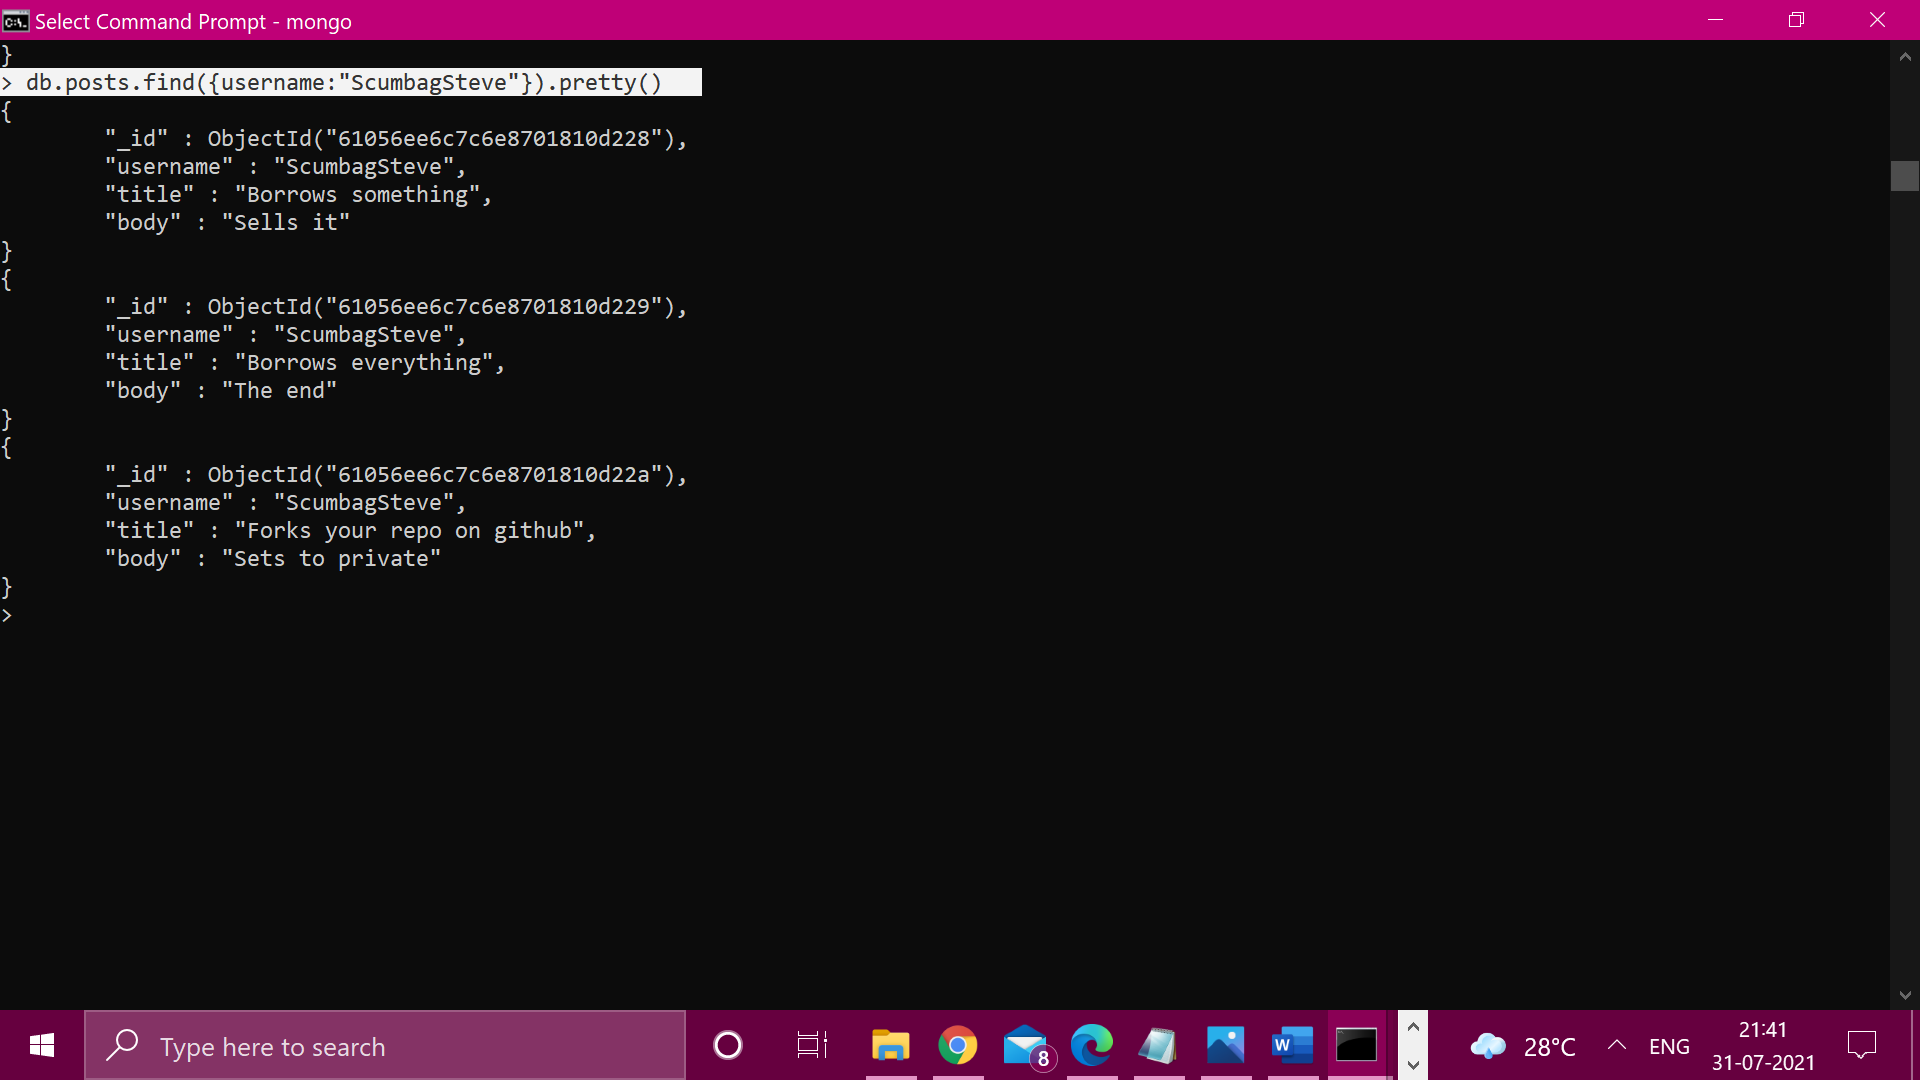 Select Command Prompt - mongo
}
> db.posts.find({username:"ScumbagSteve"}).pretty()
{
        "_id" : ObjectId("61056ee6c7c6e8701810d228"),
        "username" : "ScumbagSteve",
        "title" : "Borrows something",
        "body" : "Sells it"
}
{
        "_id" : ObjectId("61056ee6c7c6e8701810d229"),
        "username" : "ScumbagSteve",
        "title" : "Borrows everything",
        "body" : "The end"
}
{
        "_id" : ObjectId("61056ee6c7c6e8701810d22a"),
        "username" : "ScumbagSteve",
        "title" : "Forks your repo on github",
        "body" : "Sets to private"
}
>
Type here to search
8
W
28°C
ENG
21:41
31-07-2021